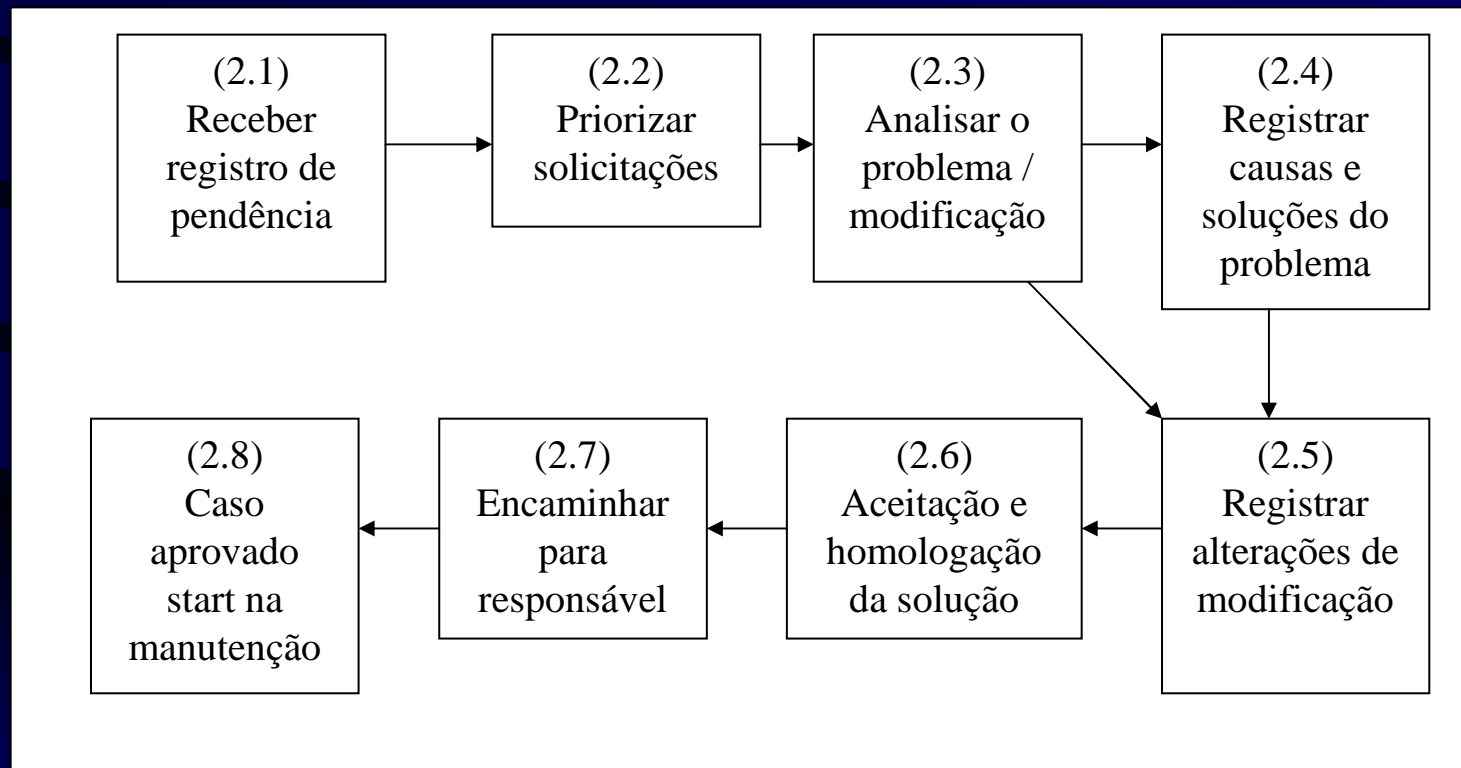 (2.1)
Receber
registro de
pendência
(2.2)
Priorizar
solicitações
(2.3)
Analisar o
problema /
modificação
(2.4)
Registrar
causas e
soluções do
problema
(2.5)
Registrar
alterações de
modificação
(2.6)
Aceitação e
homologação
da solução
(2.7)
Encaminhar
para
responsável
(2.8)
Caso
aprovado
start na
manutenção